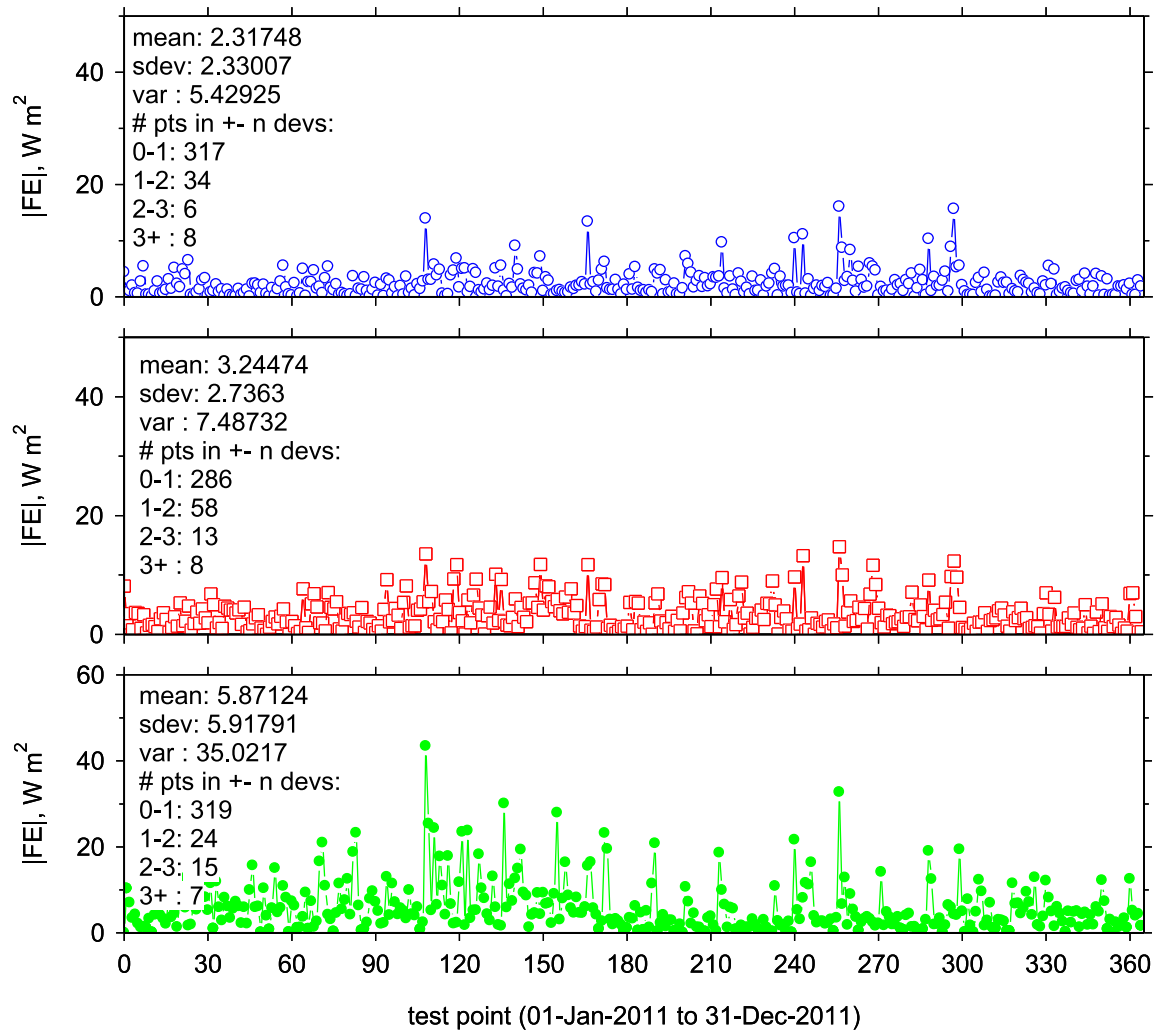 mean: 2.31748
sdev: 2.33007
var : 5.42925
# pts in +- n devs:
0-1: 317
1-2: 34
2-3: 6
3+ : 8
40
20
0
|FE|, W m²
mean: 3.24474
sdev: 2.7363
var : 7.48732
# pts in +- n devs:
0-1: 286
1-2: 58
2-3: 13
3+ : 8
40
20
0
|FE|, W m²
60
mean: 5.87124
sdev: 5.91791
var : 35.0217
# pts in +- n devs:
0-1: 319
1-2: 24
2-3: 15
3+ : 7
40
20
0
|FE|, W m²
0 30 60 90 120 150 180 210 240 270 300 330 360
test point (01-Jan-2011 to 31-Dec-2011)